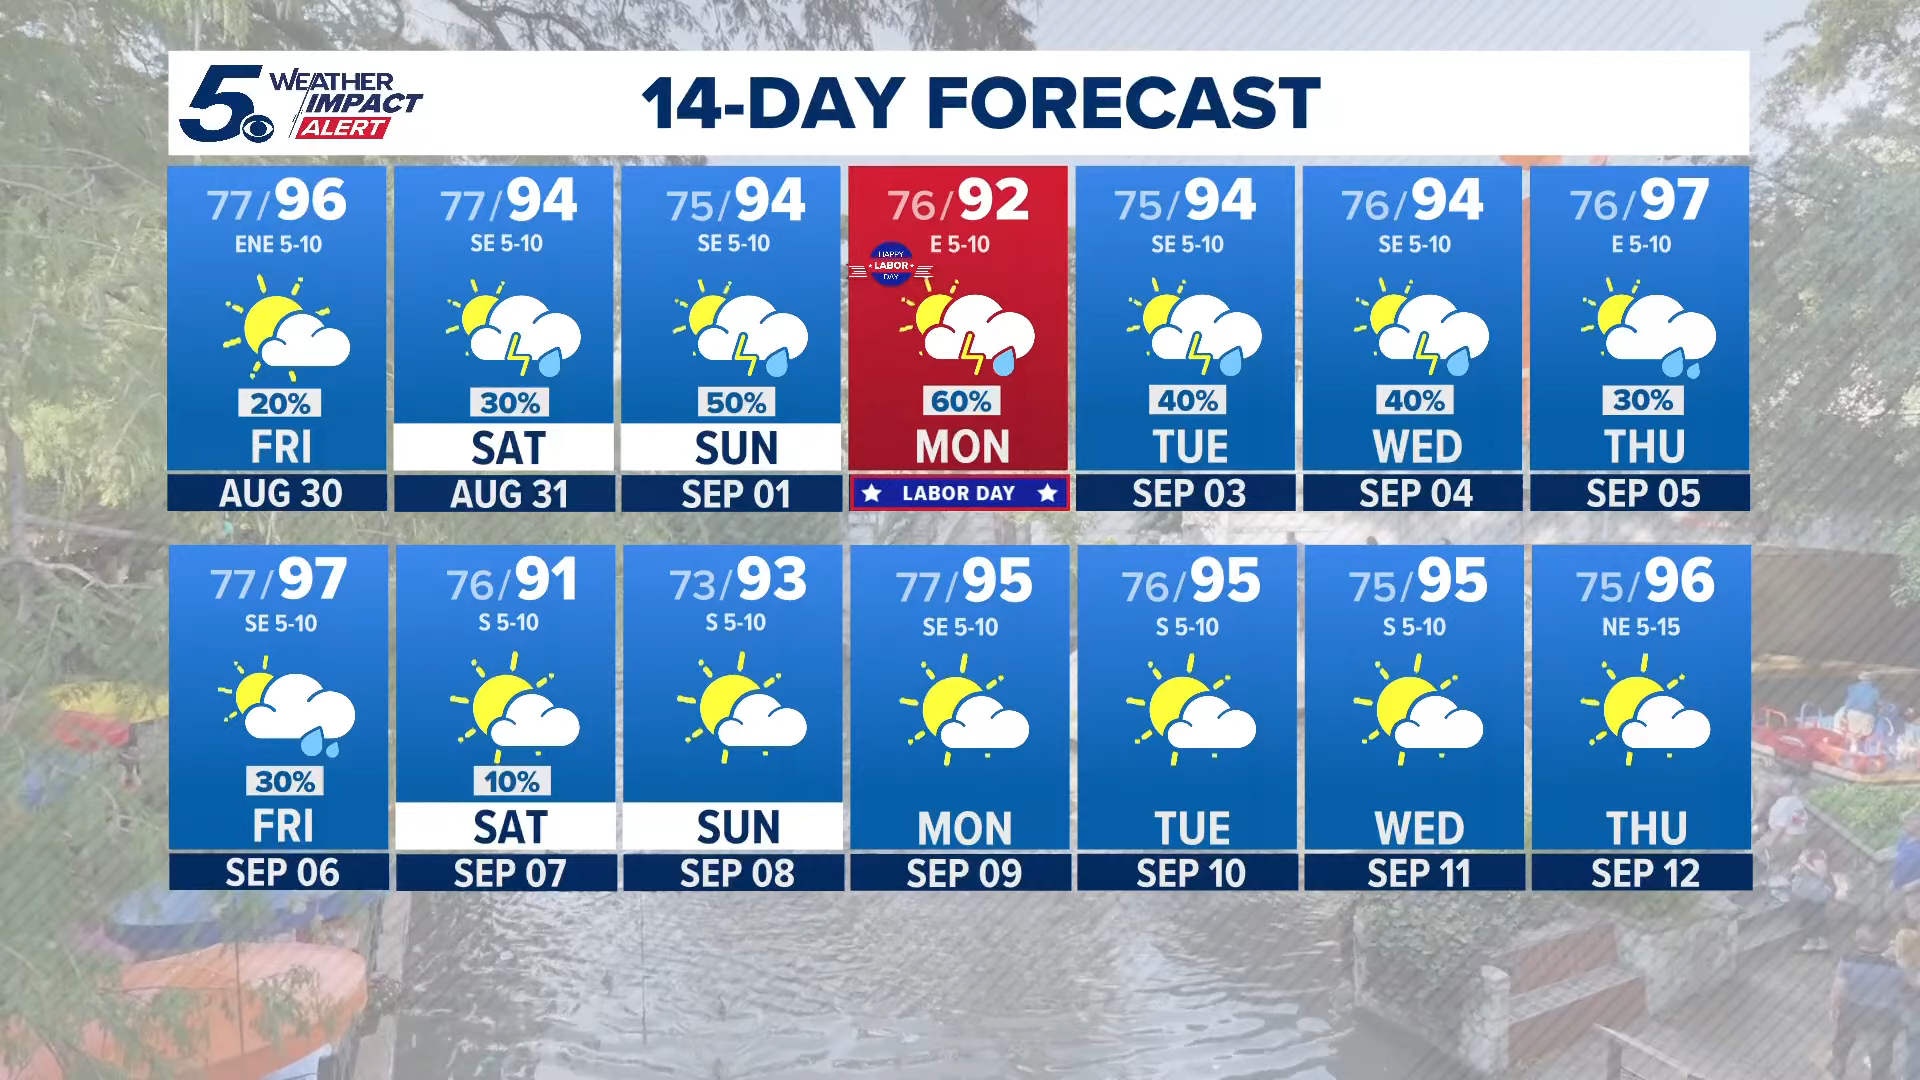 5 WEATHER
IMPACT
ALERT
14-DAY FORECAST
77/96
ENE 5-10
20%
FRI
AUG 30
77/94
SE 5-10
30%
SAT
AUG 31
75/94
SE 5-10
50%
SUN
SEP 01
76/92
E 5-10
HAPPY
LABOR
DAY
60%
MON
LABOR DAY
75/94
SE 5-10
40%
TUE
SEP 03
76/94
SE 5-10
40%
WED
SEP 04
76/97
E 5-10
30%
THU
SEP 05
77/97
SE 5-10
30%
FRI
SEP 06
76/91
S 5-10
10%
SAT
SEP 07
73/93
S 5-10
SUN
SEP 08
77/95
SE 5-10
MON
SEP 09
76/95
S 5-10
TUE
SEP 10
75/95
S 5-10
WED
SEP 11
75/96
NE 5-15
THU
SEP 12